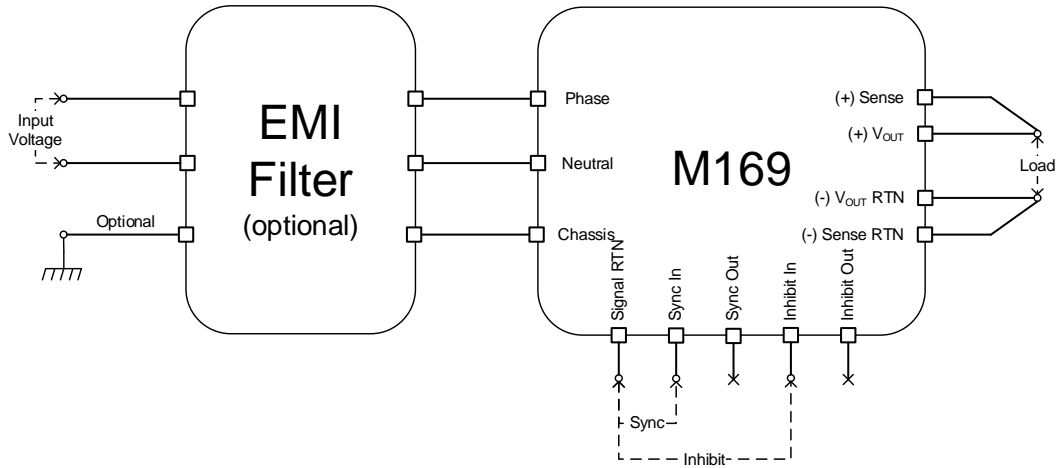 Input
Voltage
Optional
EMI
Filter
(optional)
M169
Phase
Neutral
Chassis
(+) Sense
(+) VOUT
(-) VOUT RTN
(-) Sense RTN
Load
Signal RTN
Sync In
Sync Out
Inhibit In
Inhibit Out
Sync
Inhibit